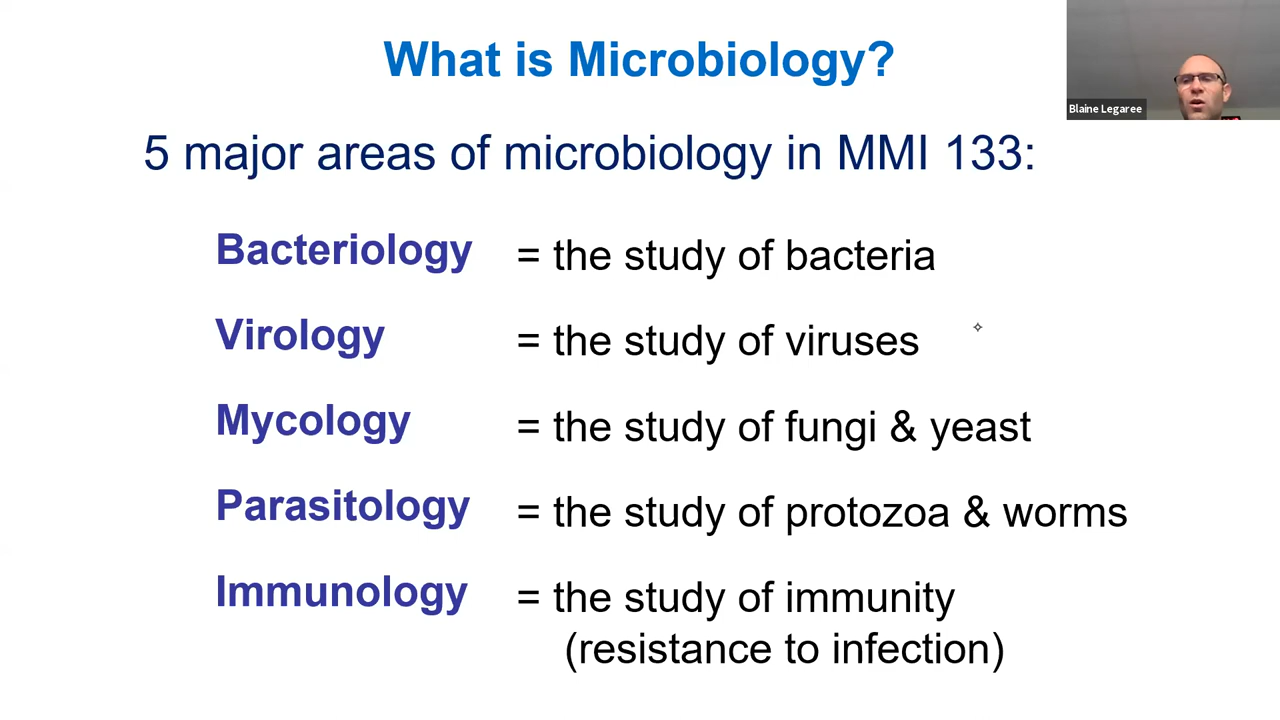 What is Microbiology?
Blaine Legaree
5 major areas of microbiology in MMI 133:
Bacteriology = the study of bacteria
Virology = the study of viruses
Mycology = the study of fungi & yeast
Parasitology = the study of protozoa & worms
Immunology = the study of immunity
(resistance to infection)